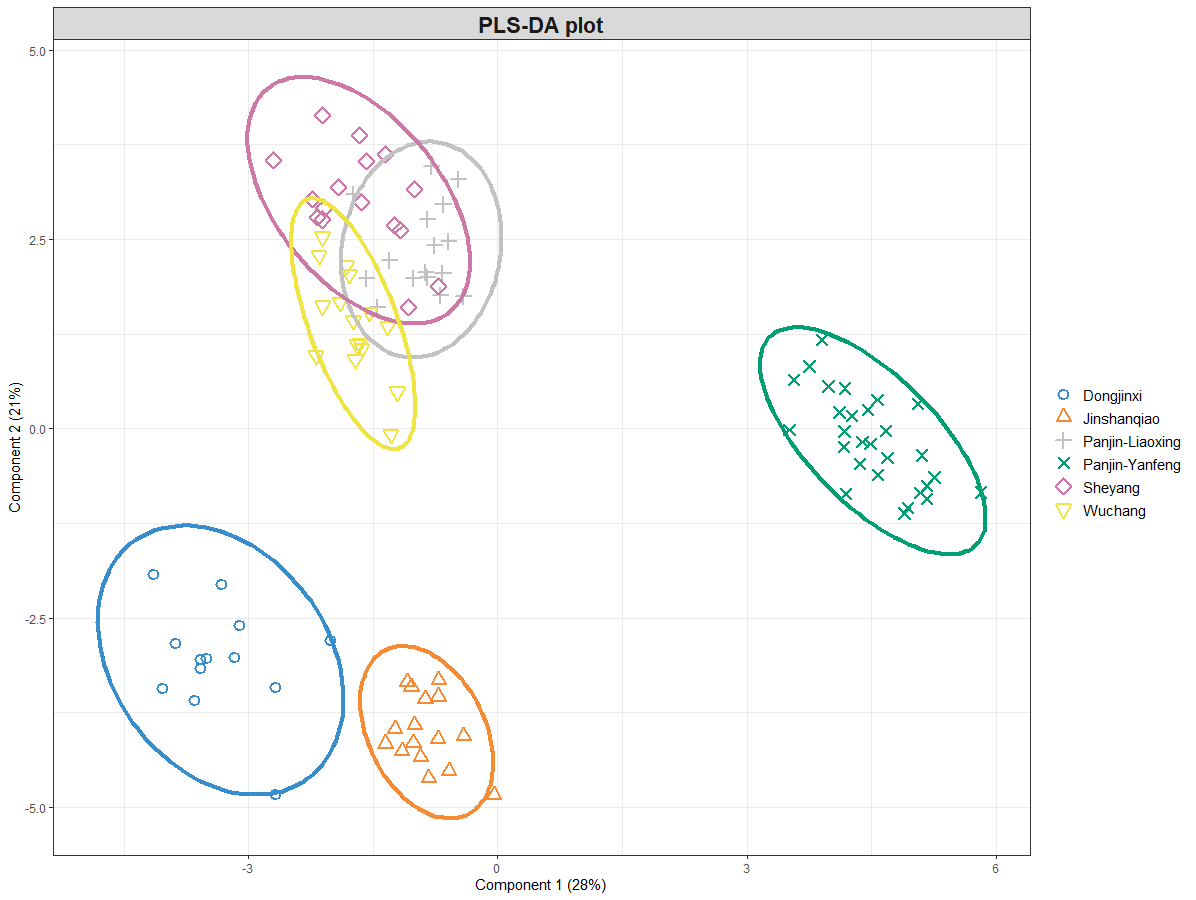 PLS-DA plot
5.0
2.5
0.0
-2.5
-5.0
Component 2 (21%)
-3
0
3
6
Component 1 (28%)
Dongjinxi
Jinshanqiao
Panjin-Liaoxing
Panjin-Yanfeng
Sheyang
Wuchang